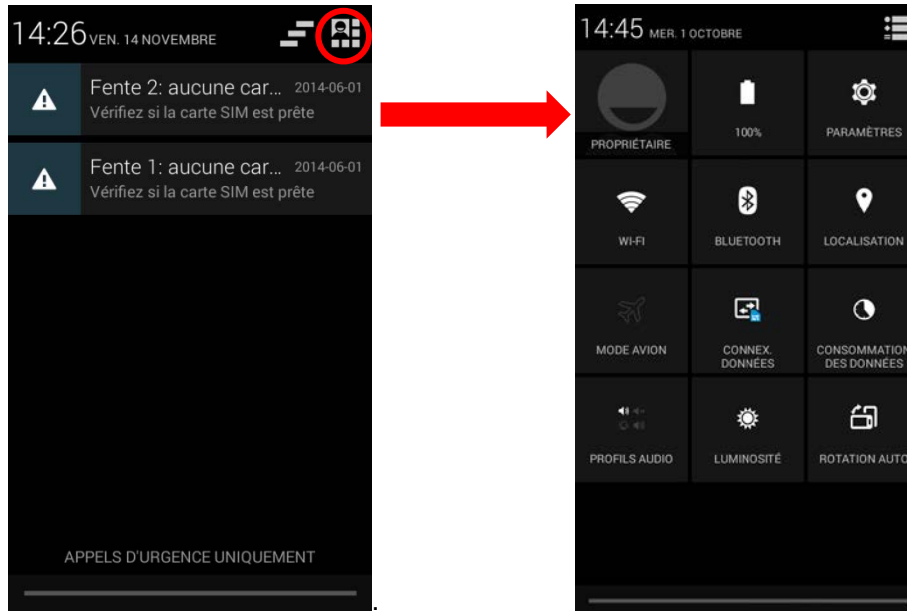 14:26 VEN. 14 NOVEMBRE
Fente 2: aucune car... 2014-06-01
Vérifiez si la carte SIM est prête
Fente 1: aucune car... 2014-06-01
Vérifiez si la carte SIM est prête
APPELS D'URGENCE UNIQUEMENT
.
14:45 MER. 1 OCTOBRE
PROPRIÉTAIRE
100%
PARAMÈTRES
WI-FI
BLUETOOTH
LOCALISATION
MODE AVION
CONNEX.
DONNÉES
CONSOMMATION
DES DONNÉES
PROFILS AUDIO
LUMINOSITÉ
ROTATION AUTO